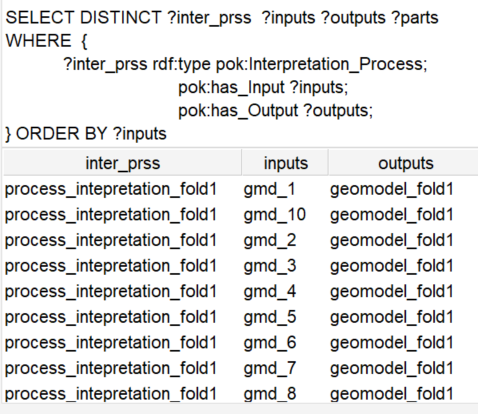 SELECT DISTINCT ?inter_prss ?inputs ?outputs ?parts
WHERE {
?inter_prss rdf:type pok:Interpretation_Process;
pok:has_Input ?inputs;
pok:has_Output ?outputs;
} ORDER BY ?inputs
inter_prss inputs outputs
process_intepretation_fold1 gmd_1 geomodel_fold1
process_intepretation_fold1 gmd_10 geomodel_fold1
process_intepretation_fold1 gmd_2 geomodel_fold1
process_intepretation_fold1 gmd_3 geomodel_fold1
process_intepretation_fold1 gmd_4 geomodel_fold1
process_intepretation_fold1 gmd_5 geomodel_fold1
process_intepretation_fold1 gmd_6 geomodel_fold1
process_intepretation_fold1 gmd_7 geomodel_fold1
process_intepretation_fold1 gmd_8 geomodel_fold1